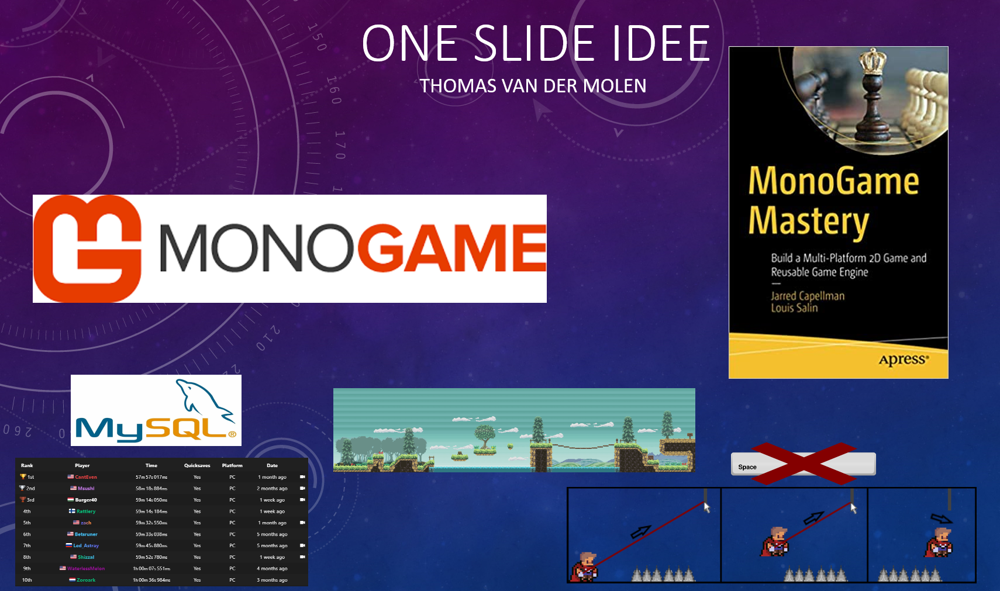 ONE SLIDE IDEE
THOMAS VAN DER MOLEN
150
160
170
210
260
MONOGAME
MonoGame
Mastery
Build a Multi-Platform 2D Game and
Reusable Game Engine
Jarred Capellman
Louis Salin
Apress®
MySQL®
Rank Player Time Quicksaves Platform Date
1st CantEven 57m 57s 017ms Yes PC 1 month ago
2nd Msushi 58m 18s 884ms Yes PC 2 months ago
3rd Burger40 59m 14s 050ms Yes PC 1 week ago
4th Rattlery 59m 14s 184ms Yes PC 1 week ago
5th zach 59m 32s 550ms Yes PC 1 month ago
6th Betsruner 59m 33s 038ms Yes PC 5 months ago
7th Led_Astray 59m 45s 880ms Yes PC 5 months ago
8th Shizzal 59m 52s 780ms Yes PC 1 week ago
9th WaterlessMelon 1h 00m 07s 551ms Yes PC 4 months ago
10th Zoroark 1h 00m 36s 984ms Yes PC 3 months ago
Space